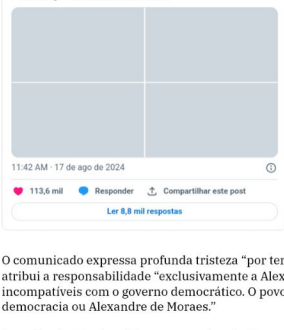 11:42 AM · 17 de ago de 2024
113,6 mil Responder Compartilhar este post
Ler 8,8 mil respostas
O comunicado expressa profunda tristeza “por ter
atribui a responsabilidade “exclusivamente a Alex
incompatíveis com o governo democrático. O povo
democracia ou Alexandre de Moraes.”